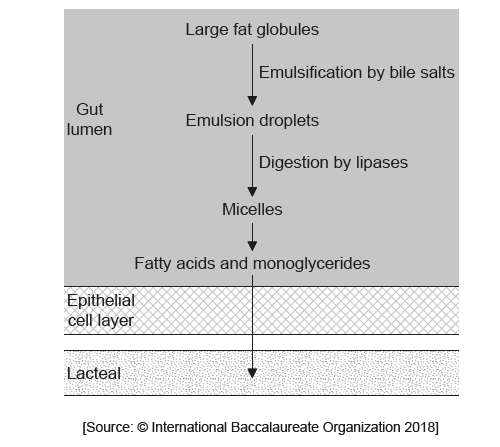 Large fat globules
Emulsification by bile salts
Gut
lumen
Emulsion droplets
Digestion by lipases
Micelles
Fatty acids and monoglycerides
Epithelial
cell layer
Lacteal
[Source: © International Baccalaureate Organization 2018]